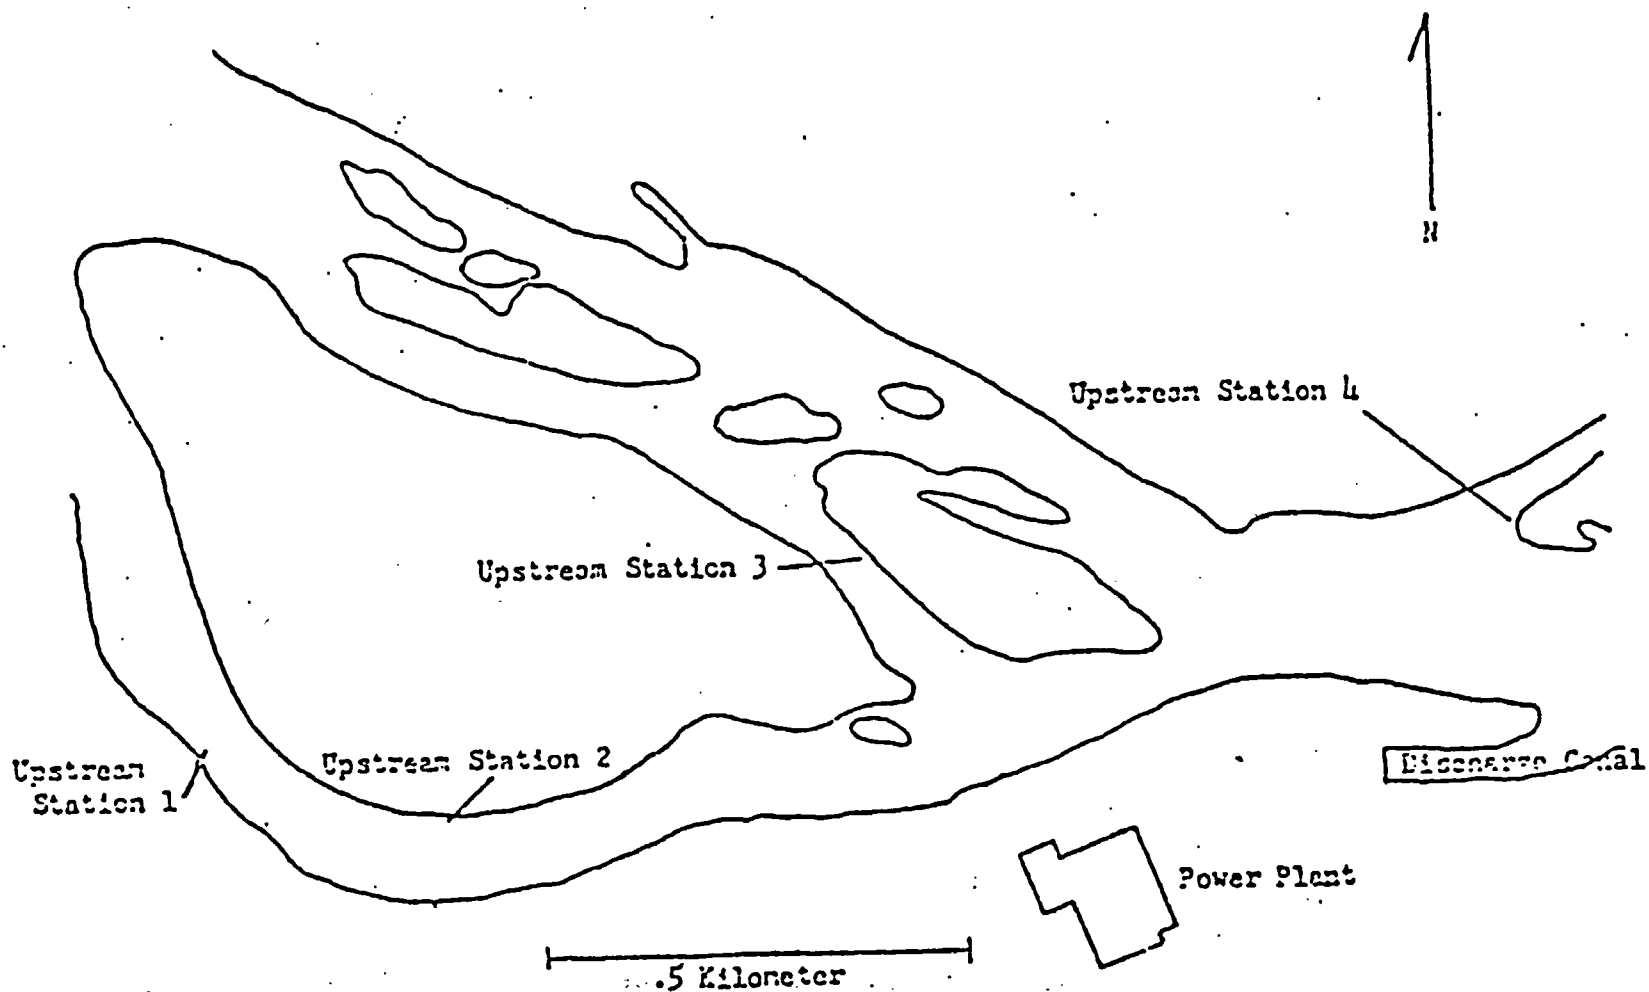 N
Upstream Station 4
Upstream Station 3
Upstream Station 2
Upstream
Station 1
Discharge Canal
Power Plant
.5 Kilometer